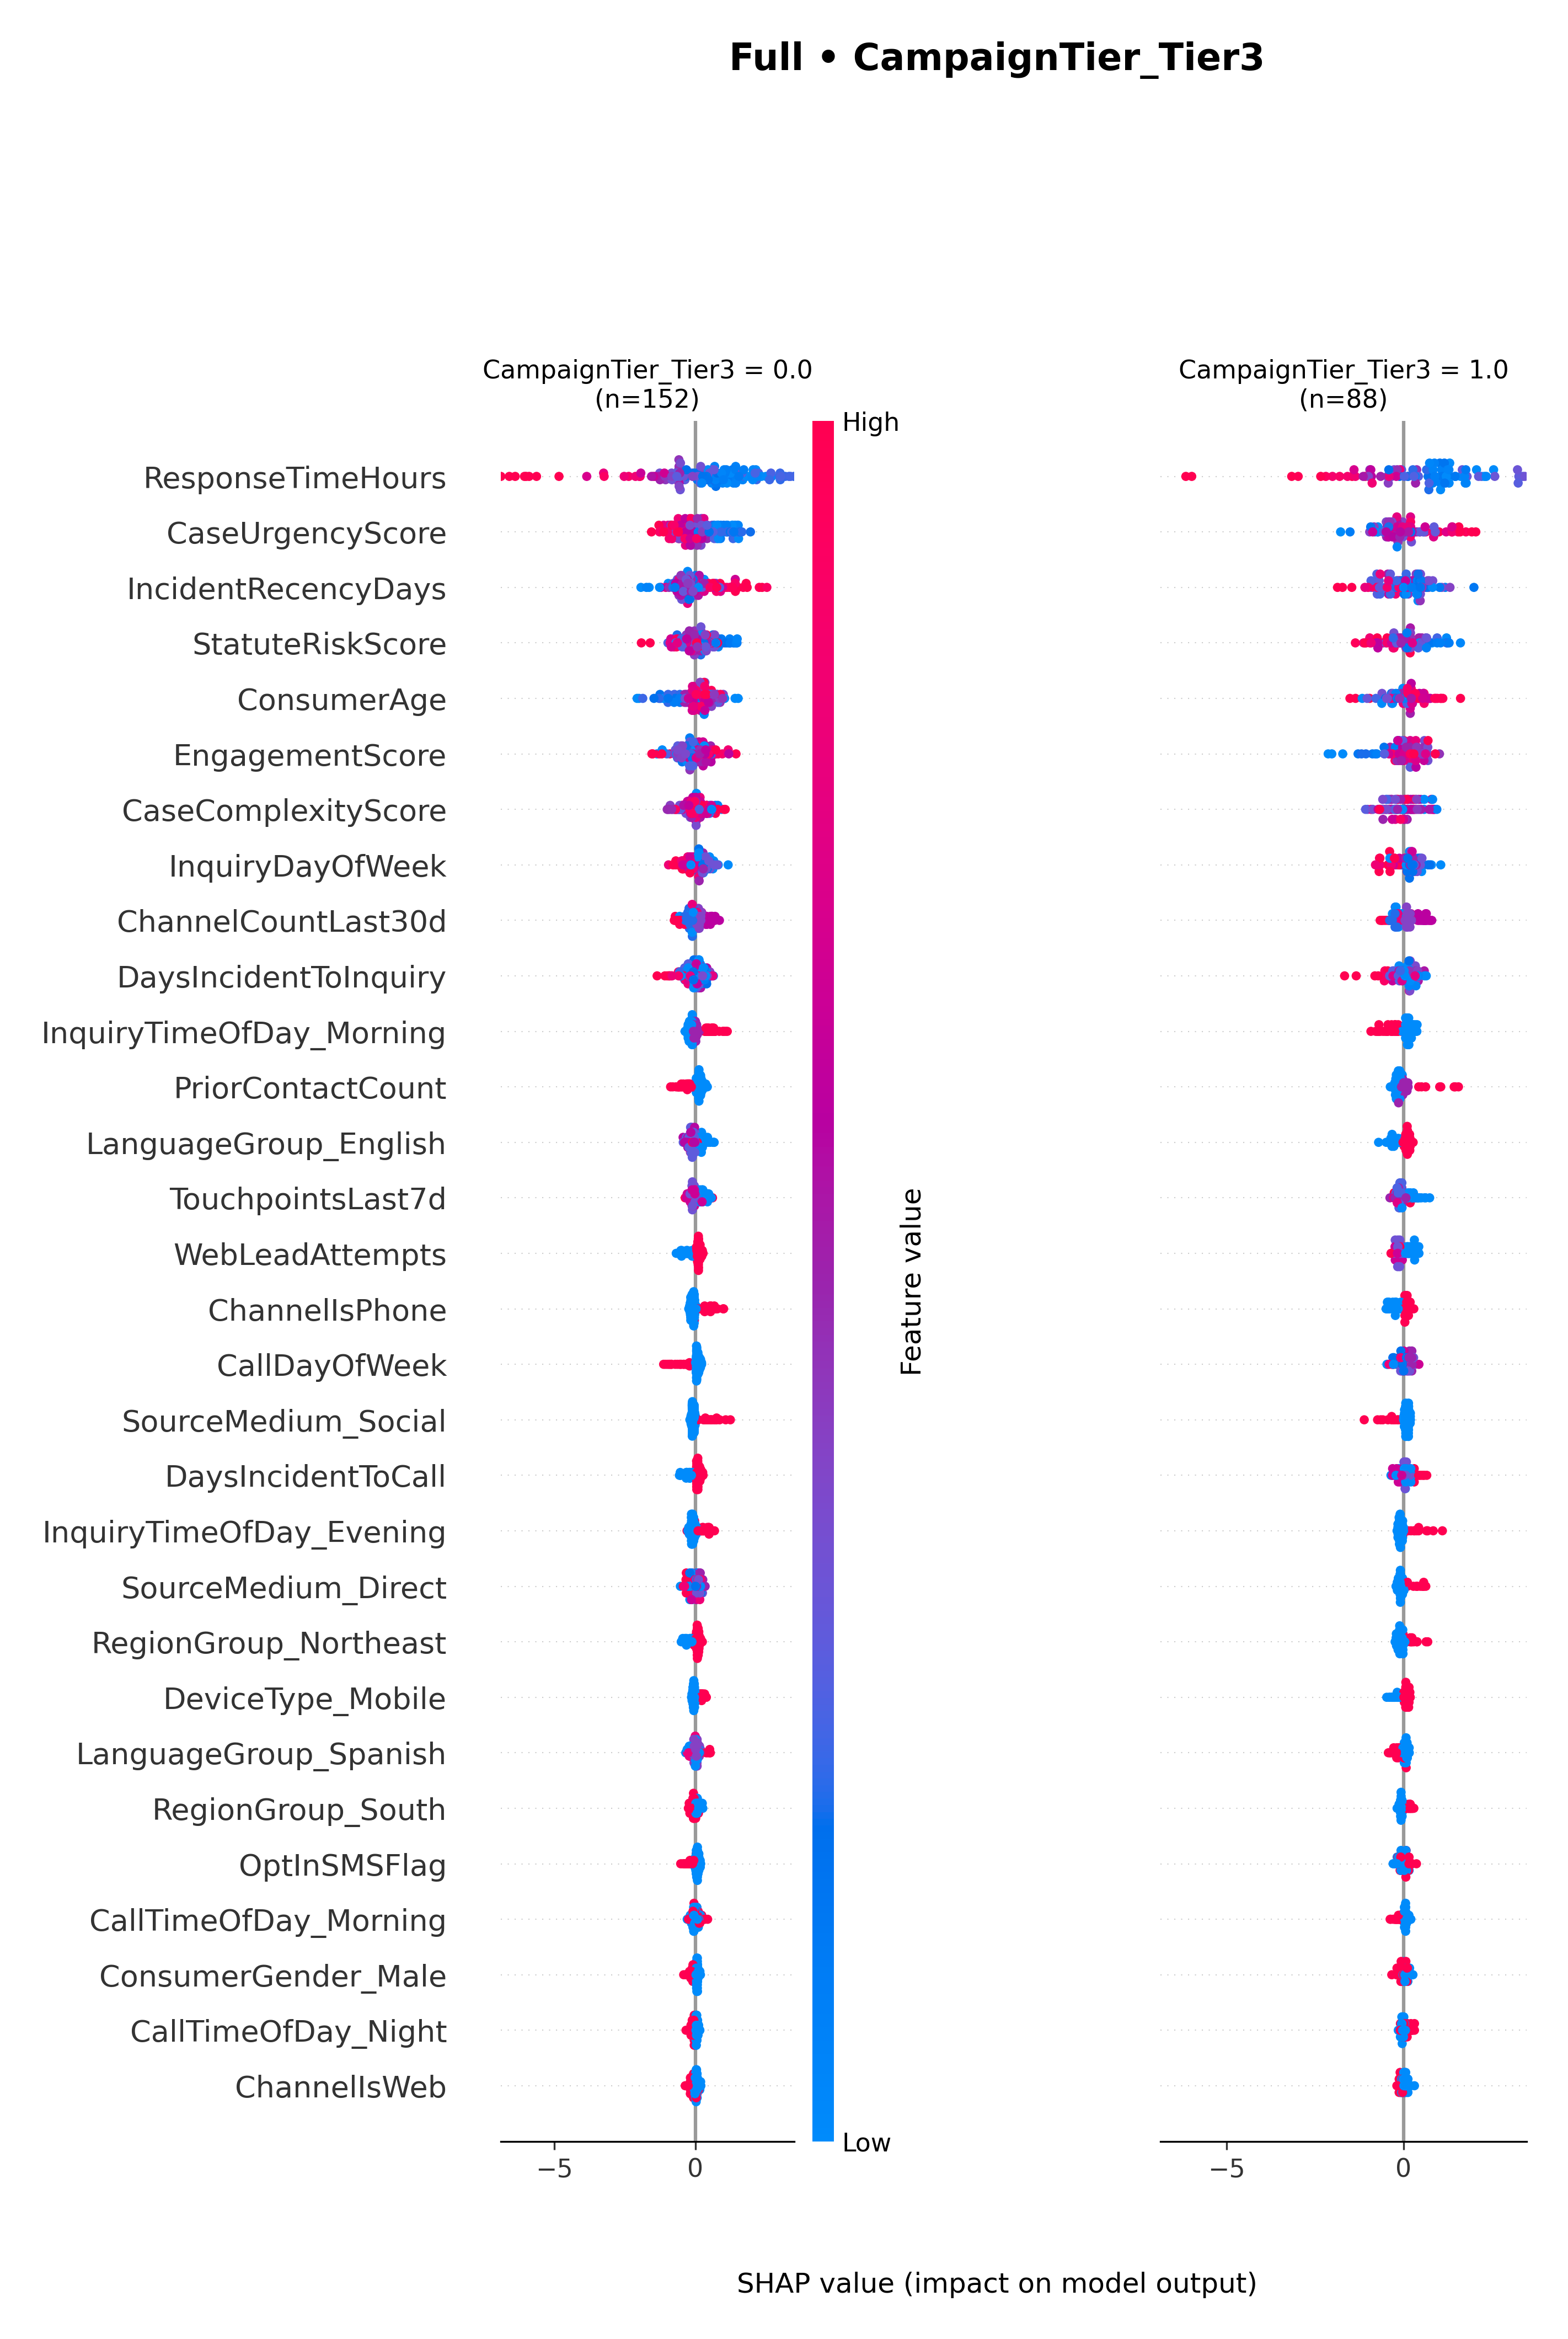 Full • CampaignTier_Tier3
CampaignTier_Tier3 = 0.0
(n=152)
CampaignTier_Tier3 = 1.0
(n=88)
High
ResponseTimeHours
CaseUrgencyScore
IncidentRecencyDays
StatuteRiskScore
ConsumerAge
EngagementScore
CaseComplexityScore
InquiryDayOfWeek
ChannelCountLast30d
DaysIncidentToInquiry
InquiryTimeOfDay_Morning
PriorContactCount
LanguageGroup_English
TouchpointsLast7d
WebLeadAttempts
ChannelIsPhone
CallDayOfWeek
SourceMedium_Social
DaysIncidentToCall
InquiryTimeOfDay_Evening
SourceMedium_Direct
RegionGroup_Northeast
DeviceType_Mobile
LanguageGroup_Spanish
RegionGroup_South
OptInSMSFlag
CallTimeOfDay_Morning
ConsumerGender_Male
CallTimeOfDay_Night
ChannelIsWeb
Feature value
Low
−5 0
−5 0
SHAP value (impact on model output)